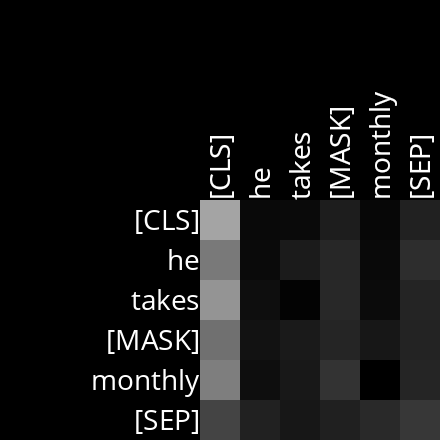 [CLS]
he
takes
[MASK]
monthly
[SEP]
[CLS]
he
takes
[MASK]
monthly
[SEP]